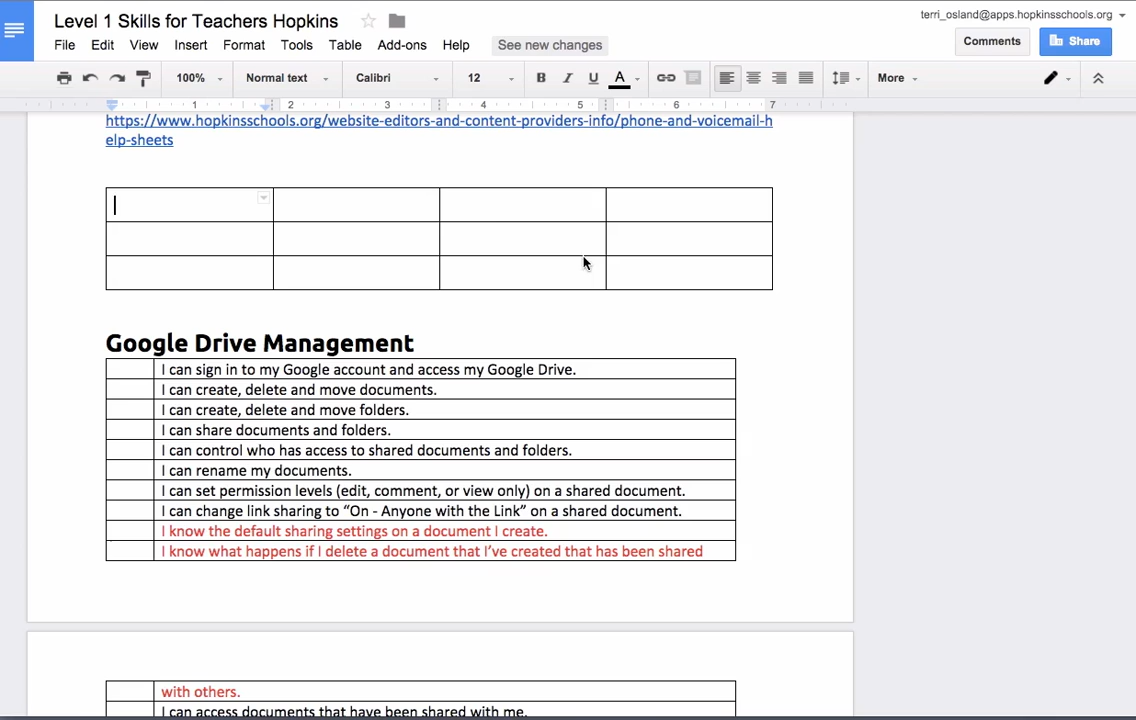 Level 1 Skills for Teachers Hopkins
terri_osland@apps.hopkinsschools.org
File Edit View Insert Format Tools Table Add-ons Help See new changes
Comments Share
100% Normal text Calibri 12 B I U A More
1 2 3 4 5 6 7
https://www.hopkinsschools.org/website-editors-and-content-providers-info/phone-and-voicemail-h
elp-sheets
Google Drive Management
I can sign in to my Google account and access my Google Drive.
I can create, delete and move documents.
I can create, delete and move folders.
I can share documents and folders.
I can control who has access to shared documents and folders.
I can rename my documents.
I can set permission levels (edit, comment, or view only) on a shared document.
I can change link sharing to “On - Anyone with the Link” on a shared document.
I know the default sharing settings on a document I create.
I know what happens if I delete a document that I’ve created that has been shared
with others.
I can access documents that have been shared with me.